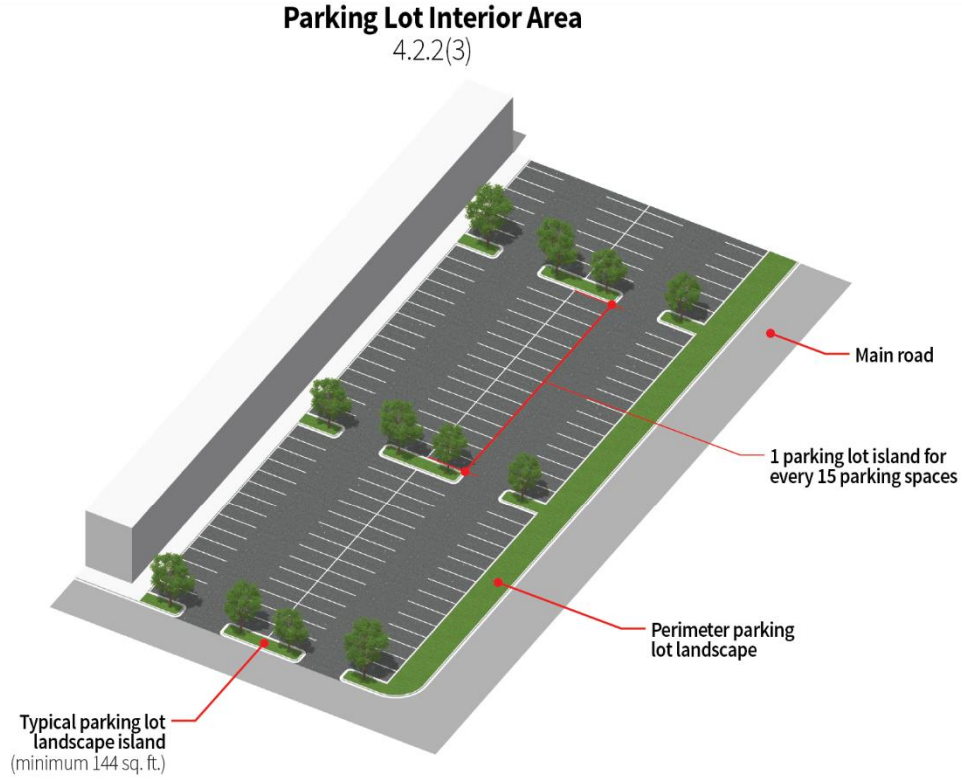 Parking Lot Interior Area
4.2.2(3)
Main road
1 parking lot island for
every 15 parking spaces
Perimeter parking
lot landscape
Typical parking lot
landscape island
(minimum 144 sq. ft.)